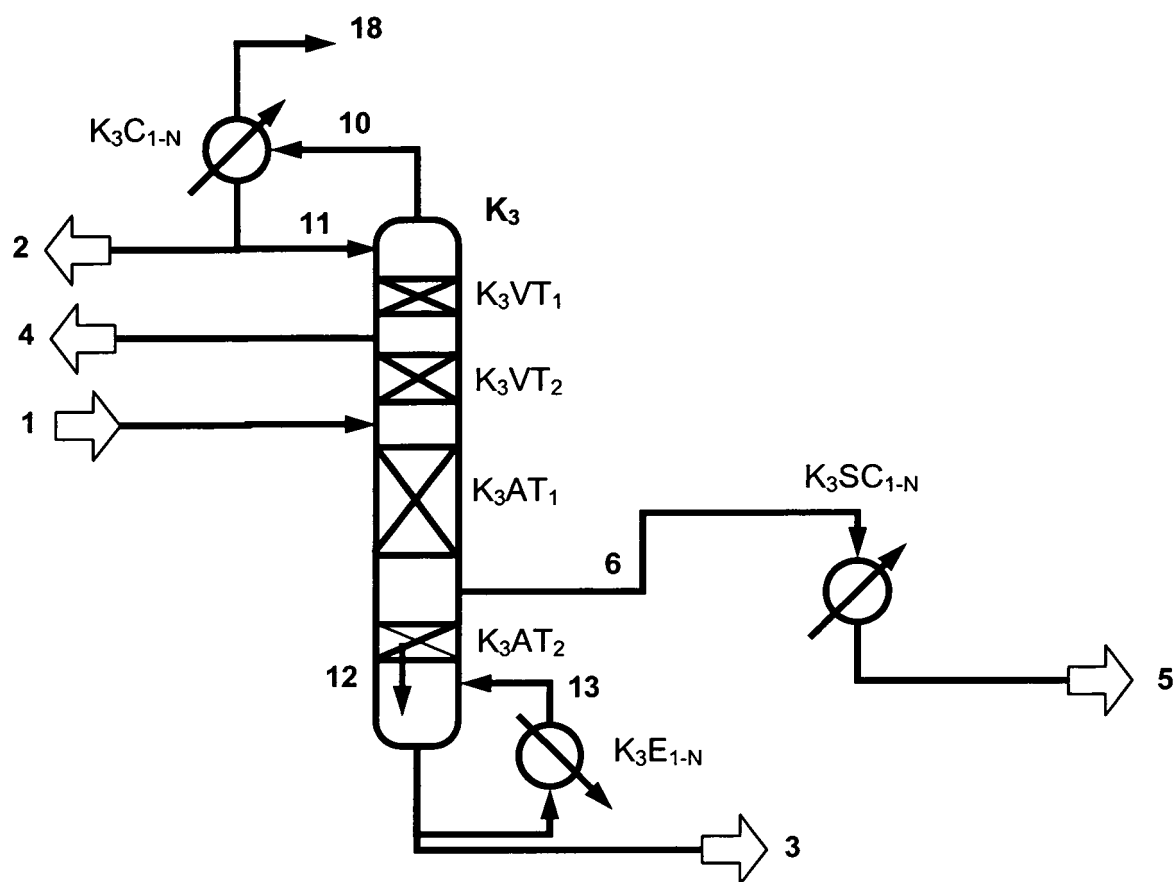 18
K₃C₁₋N
10
K₃
11
2
K₃VT₁
4
K₃VT₂
1
K₃AT₁
K₃SC₁₋N
6
K₃AT₂
12
13
5
K₃E₁₋N
3